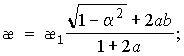 æ = æ₁ (√(1 − α²) + 2ab) / (1 + 2a);